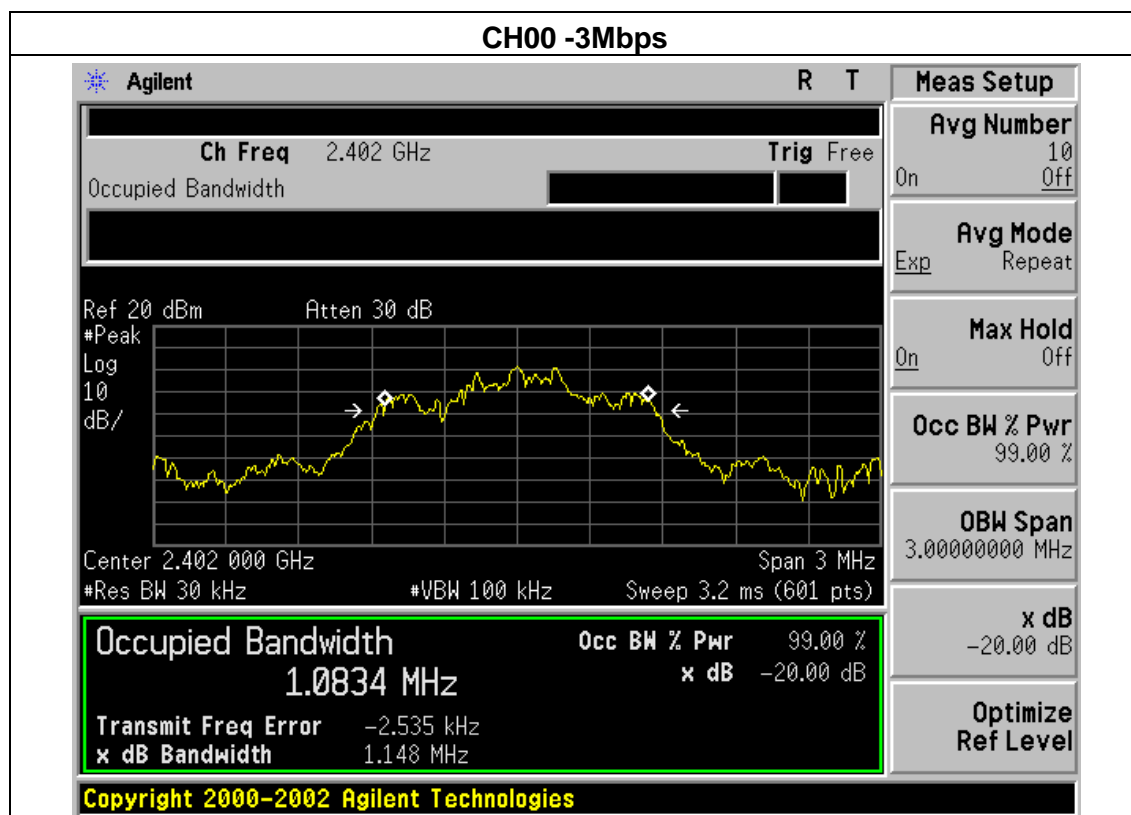 CH00 -3Mbps
Agilent R T
Ch Freq 2.402 GHz Trig Free
Occupied Bandwidth
Ref 20 dBm Atten 30 dB
#Peak
Log
10
dB/
Center 2.402 000 GHz Span 3 MHz
#Res BW 30 kHz #VBW 100 kHz Sweep 3.2 ms (601 pts)
Occupied Bandwidth Occ BW % Pwr 99.00 %
1.0834 MHz x dB -20.00 dB
Transmit Freq Error -2.535 kHz
x dB Bandwidth 1.148 MHz
Copyright 2000-2002 Agilent Technologies
Meas Setup
Avg Number
10
On Off
Avg Mode
Exp Repeat
Max Hold
On Off
Occ BW % Pwr
99.00 %
OBW Span
3.00000000 MHz
x dB
-20.00 dB
Optimize
Ref Level